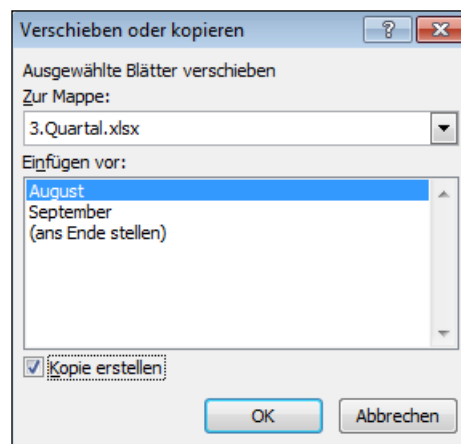 Verschieben oder kopieren
Ausgewählte Blätter verschieben
Zur Mappe:
3.Quartal.xlsx
Einfügen vor:
August
September
(ans Ende stellen)
Kopie erstellen
OK Abbrechen